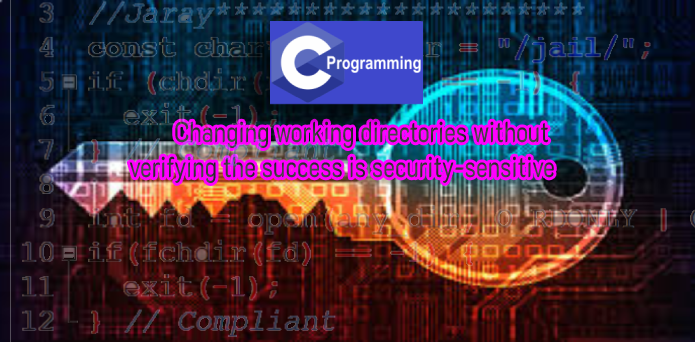 3 //Jaray***********************
4 const char r = "/jail/";
C Programming
5 if (chdir( 1) {
6 exit(-1);
Changing working directories without
7 }
verifying the success is security-sensitive
8
9 int fd = open(any_d O_R Y |
10 if(fchdir(fd) == -
11 exit(-1);
12 } // Compliant